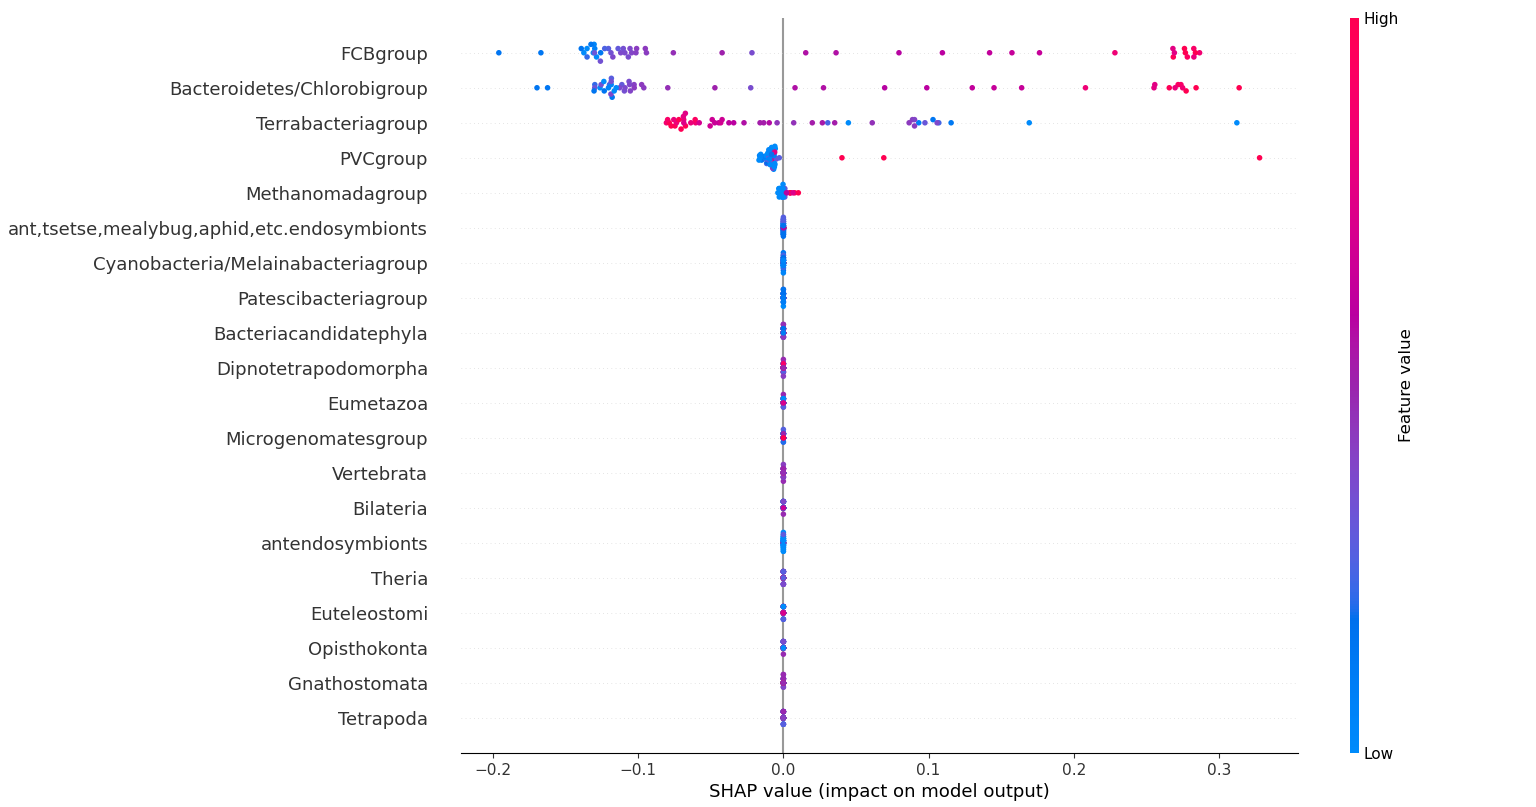 High
FCBgroup
Bacteroidetes/Chlorobigroup
Terrabacteriagroup
PVCgroup
Methanomadagroup
ant,tsetse,mealybug,aphid,etc.endosymbionts
Cyanobacteria/Melainabacteriagroup
Patescibacteriagroup
Bacteriacandidatephyla
Dipnotetrapodomorpha
Eumetazoa
Microgenomatesgroup
Vertebrata
Bilateria
antendosymbionts
Theria
Euteleostomi
Opisthokonta
Gnathostomata
Tetrapoda
Feature value
Low
−0.2 −0.1 0.0 0.1 0.2 0.3
SHAP value (impact on model output)